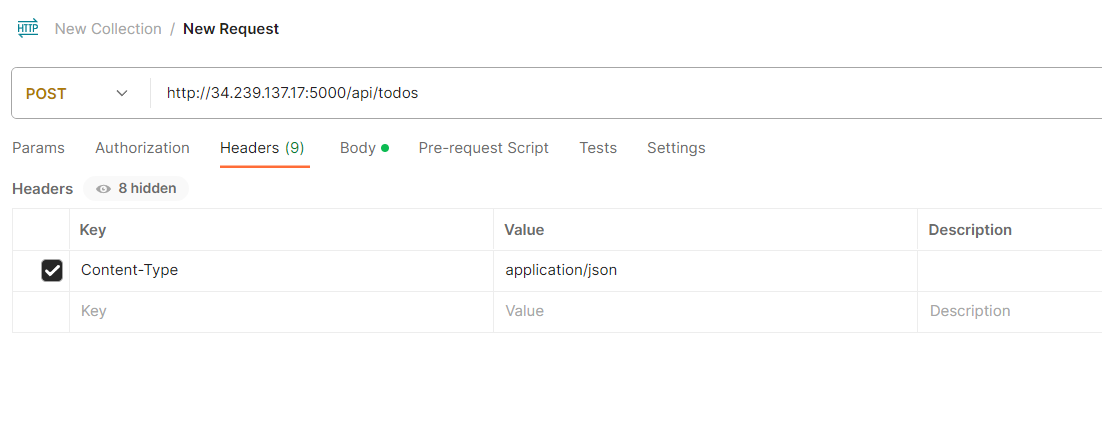 HTTP New Collection / New Request
POST http://34.239.137.17:5000/api/todos
Params Authorization Headers (9) Body Pre-request Script Tests Settings
Headers 8 hidden
Key Value Description
Content-Type application/json
Key Value Description